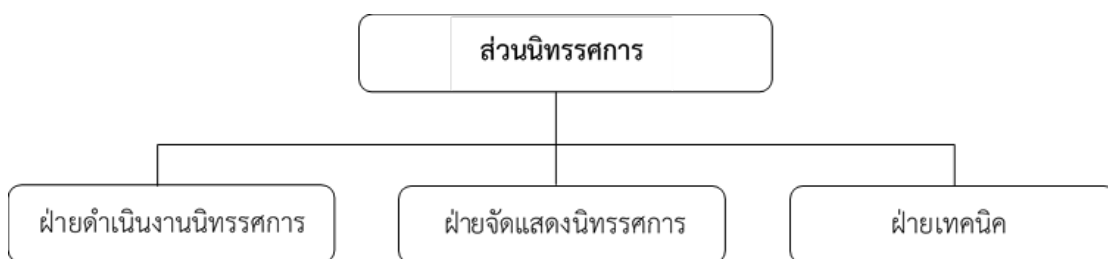 ส่วนนิทรรศการ
ฝ่ายดำเนินงานนิทรรศการ
ฝ่ายจัดแสดงนิทรรศการ
ฝ่ายเทคนิค